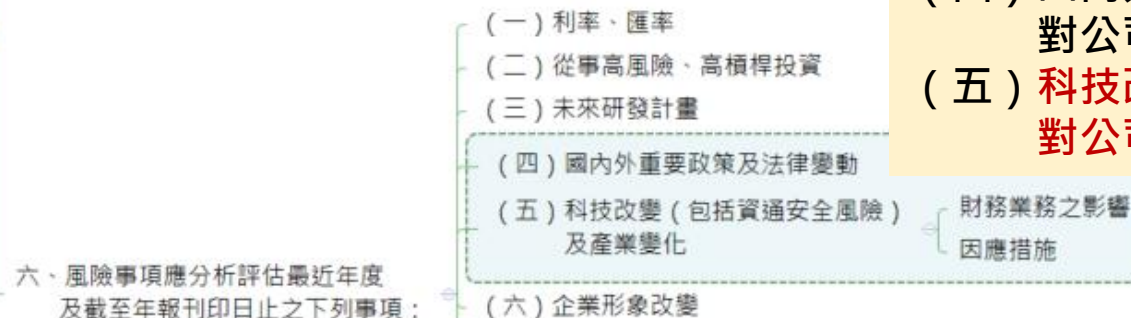 (一)利率、匯率
(二)從事高風險、高槓桿投資
(三)未來研發計畫
對公
(五)科技
對公
(四)國內外重要政策及法律變動
(五)科技改變(包括資通安全風險)
及產業變化
財務業務之影響
因應措施
六、風險事項應分析評估最近年度
及截至年報刊印日止之下列事項:
(六)企業形象改變